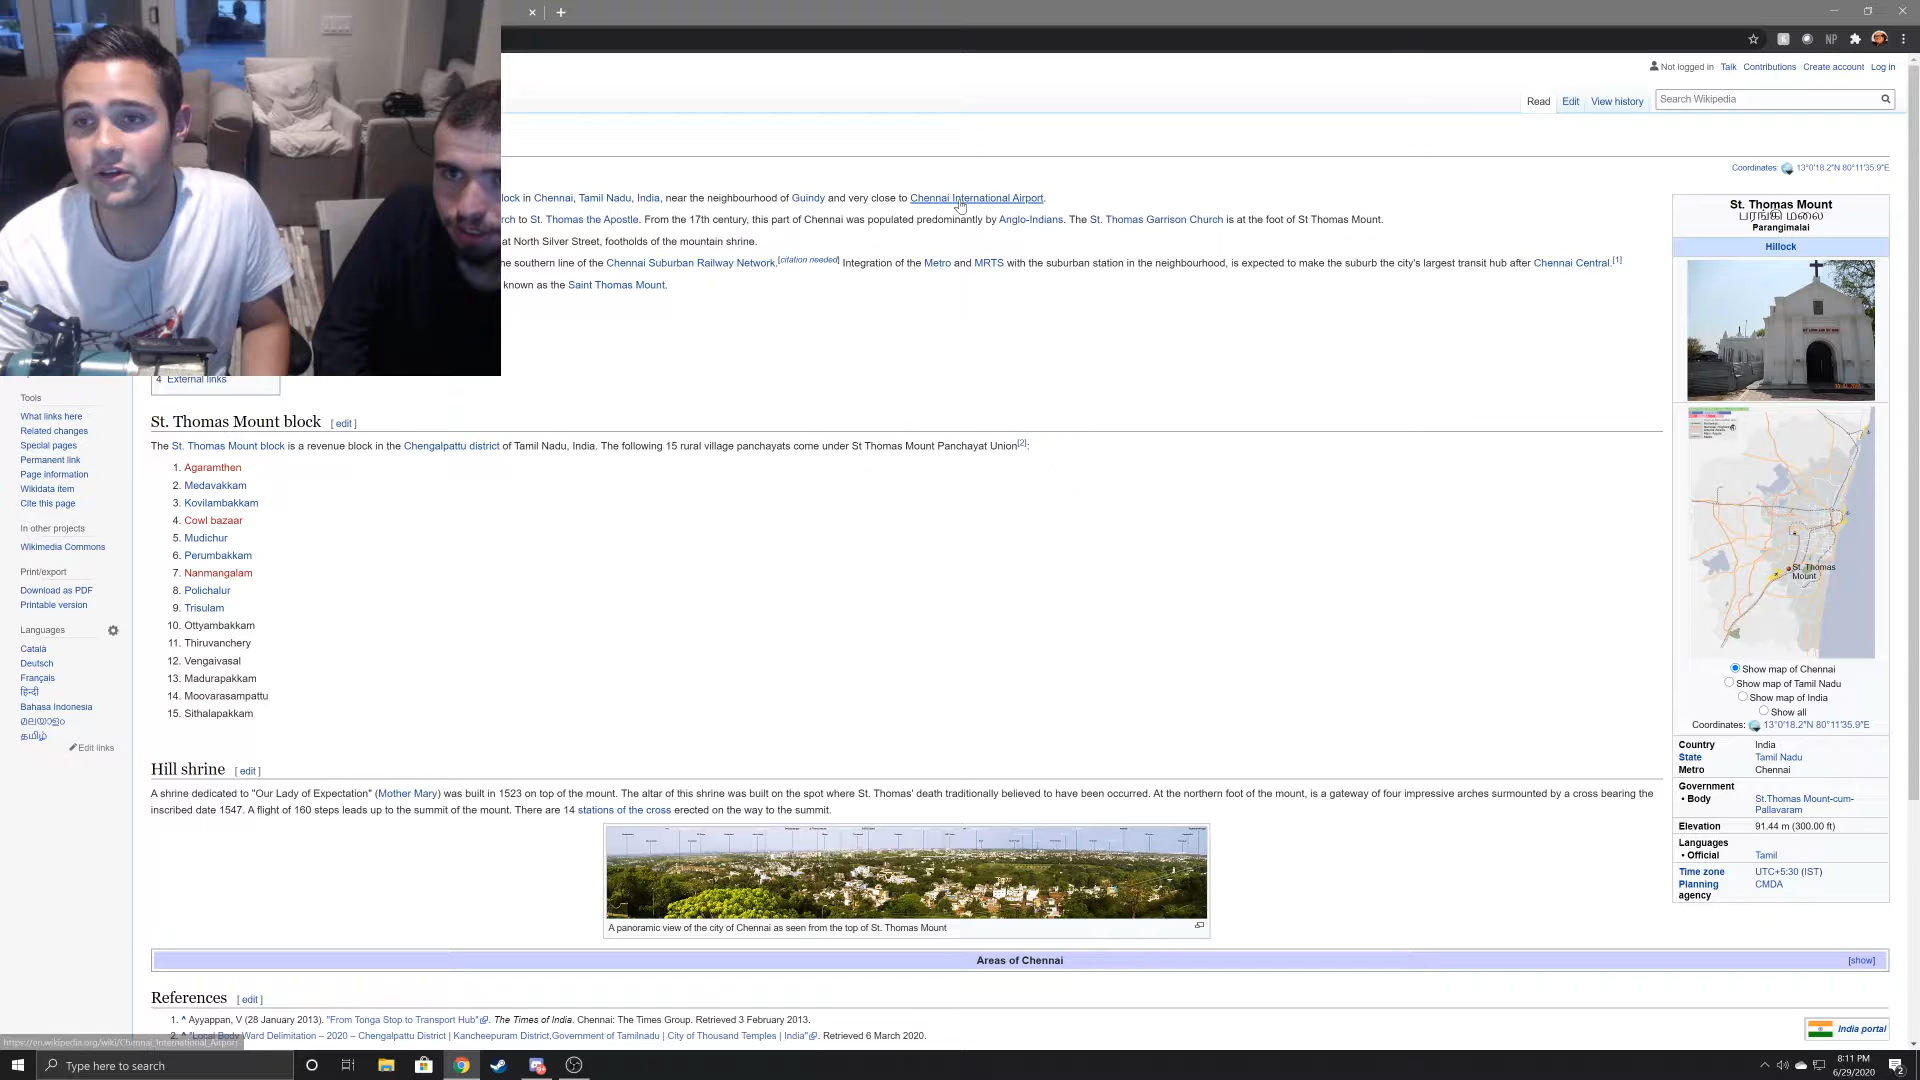 NP
Not logged in Talk Contributions Create account Log in
Read Edit View history Search Wikipedia
Coordinates: 13°0′18.2″N 80°11′35.9″E
lock in Chennai, Tamil Nadu, India, near the neighbourhood of Guindy and very close to Chennai International Airport.
rch to St. Thomas the Apostle. From the 17th century, this part of Chennai was populated predominantly by Anglo-Indians. The St. Thomas Garrison Church is at the foot of St Thomas Mount.
at North Silver Street, footholds of the mountain shrine.
he southern line of the Chennai Suburban Railway Network.[citation needed] Integration of the Metro and MRTS with the suburban station in the neighbourhood, is expected to make the suburb the city's largest transit hub after Chennai Central.[1]
known as the Saint Thomas Mount.
4 External links
St. Thomas Mount block [ edit ]
The St. Thomas Mount block is a revenue block in the Chengalpattu district of Tamil Nadu, India. The following 15 rural village panchayats come under St Thomas Mount Panchayat Union[2]:
1. Agaramthen
2. Medavakkam
3. Kovilambakkam
4. Cowl bazaar
5. Mudichur
6. Perumbakkam
7. Nanmangalam
8. Polichalur
9. Trisulam
10. Ottyambakkam
11. Thiruvanchery
12. Vengaivasal
13. Madurapakkam
14. Moovarasampattu
15. Sithalapakkam
Hill shrine [ edit ]
A shrine dedicated to "Our Lady of Expectation" (Mother Mary) was built in 1523 on top of the mount. The altar of this shrine was built on the spot where St. Thomas' death traditionally believed to have been occurred. At the northern foot of the mount, is a gateway of four impressive arches surmounted by a cross bearing the
inscribed date 1547. A flight of 160 steps leads up to the summit of the mount. There are 14 stations of the cross erected on the way to the summit.
A panoramic view of the city of Chennai as seen from the top of St. Thomas Mount
Areas of Chennai [show]
References [ edit ]
1. ^ Ayyappan, V (28 January 2013). "From Tonga Stop to Transport Hub". The Times of India. Chennai: The Times Group. Retrieved 3 February 2013.
2. ^ "Local Body Ward Delimitation – 2020 – Chengalpattu District | Kancheepuram District,Government of Tamilnadu | City of Thousand Temples | India". Retrieved 6 March 2020.
St. Thomas Mount
பரங்கி மலை
Parangimalai
Hillock
St. Thomas
Mount
Show map of Chennai
Show map of Tamil Nadu
Show map of India
Show all
Coordinates: 13°0′18.2″N 80°11′35.9″E
Country India
State Tamil Nadu
Metro Chennai
Government
• Body St.Thomas Mount-cum-
Pallavaram
Elevation 91.44 m (300.00 ft)
Languages
• Official Tamil
Time zone UTC+5:30 (IST)
Planning CMDA
agency
India portal
Tools
What links here
Related changes
Special pages
Permanent link
Page information
Wikidata item
Cite this page
In other projects
Wikimedia Commons
Print/export
Download as PDF
Printable version
Languages
Català
Deutsch
Français
हिन्दी
Bahasa Indonesia
മലയാളം
தமிழ்
Edit links
https://en.wikipedia.org/wiki/Chennai_International_Airport
Type here to search
8:11 PM
6/29/2020
2